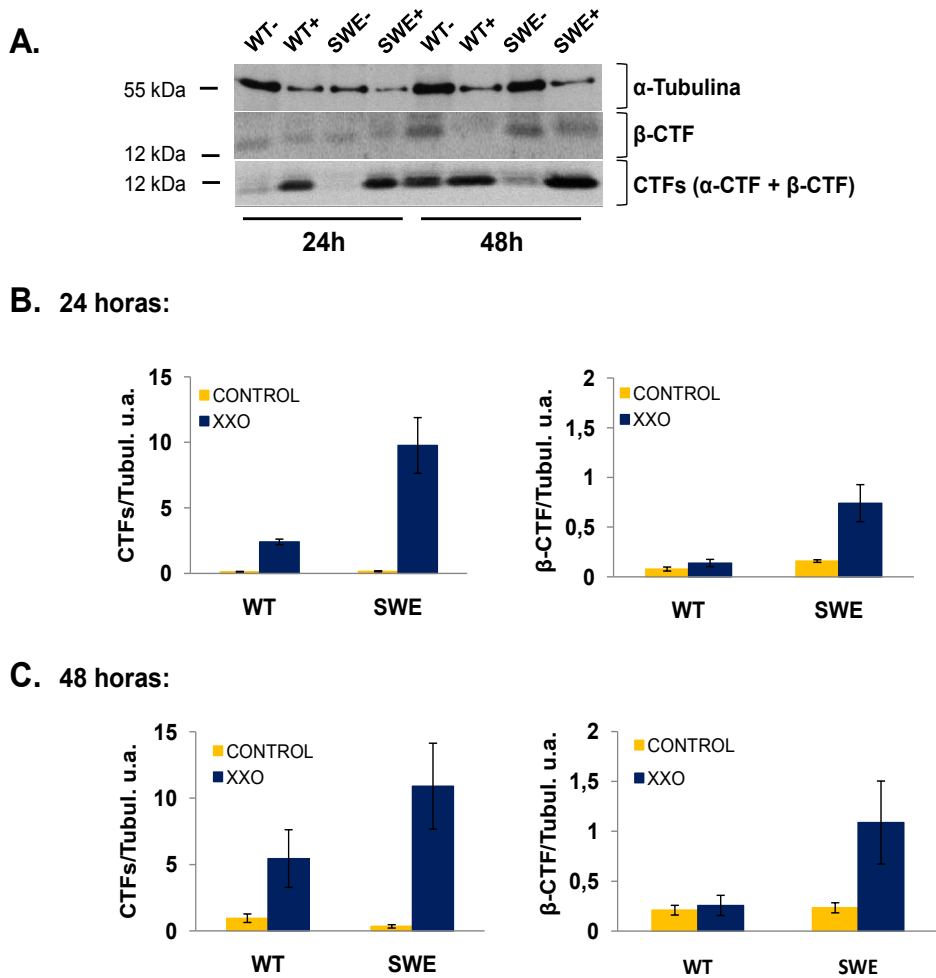 A.
WT- WT+ SWE- SWE+ WT- WT+ SWE- SWE+
55 kDa
α-Tubulina
β-CTF
12 kDa
12 kDa
CTFs (α-CTF + β-CTF)
24h 48h
B. 24 horas:
CTFs/Tubul. u.a.
15
10
5
0
CONTROL
XXO
WT SWE
β-CTF/Tubul. u.a.
2
1,5
1
0,5
0
CONTROL
XXO
WT SWE
C. 48 horas:
CTFs/Tubul. u.a.
15
10
5
0
CONTROL
XXO
WT SWE
β-CTF/Tubul. u.a.
2
1,5
1
0,5
0
CONTROL
XXO
WT SWE